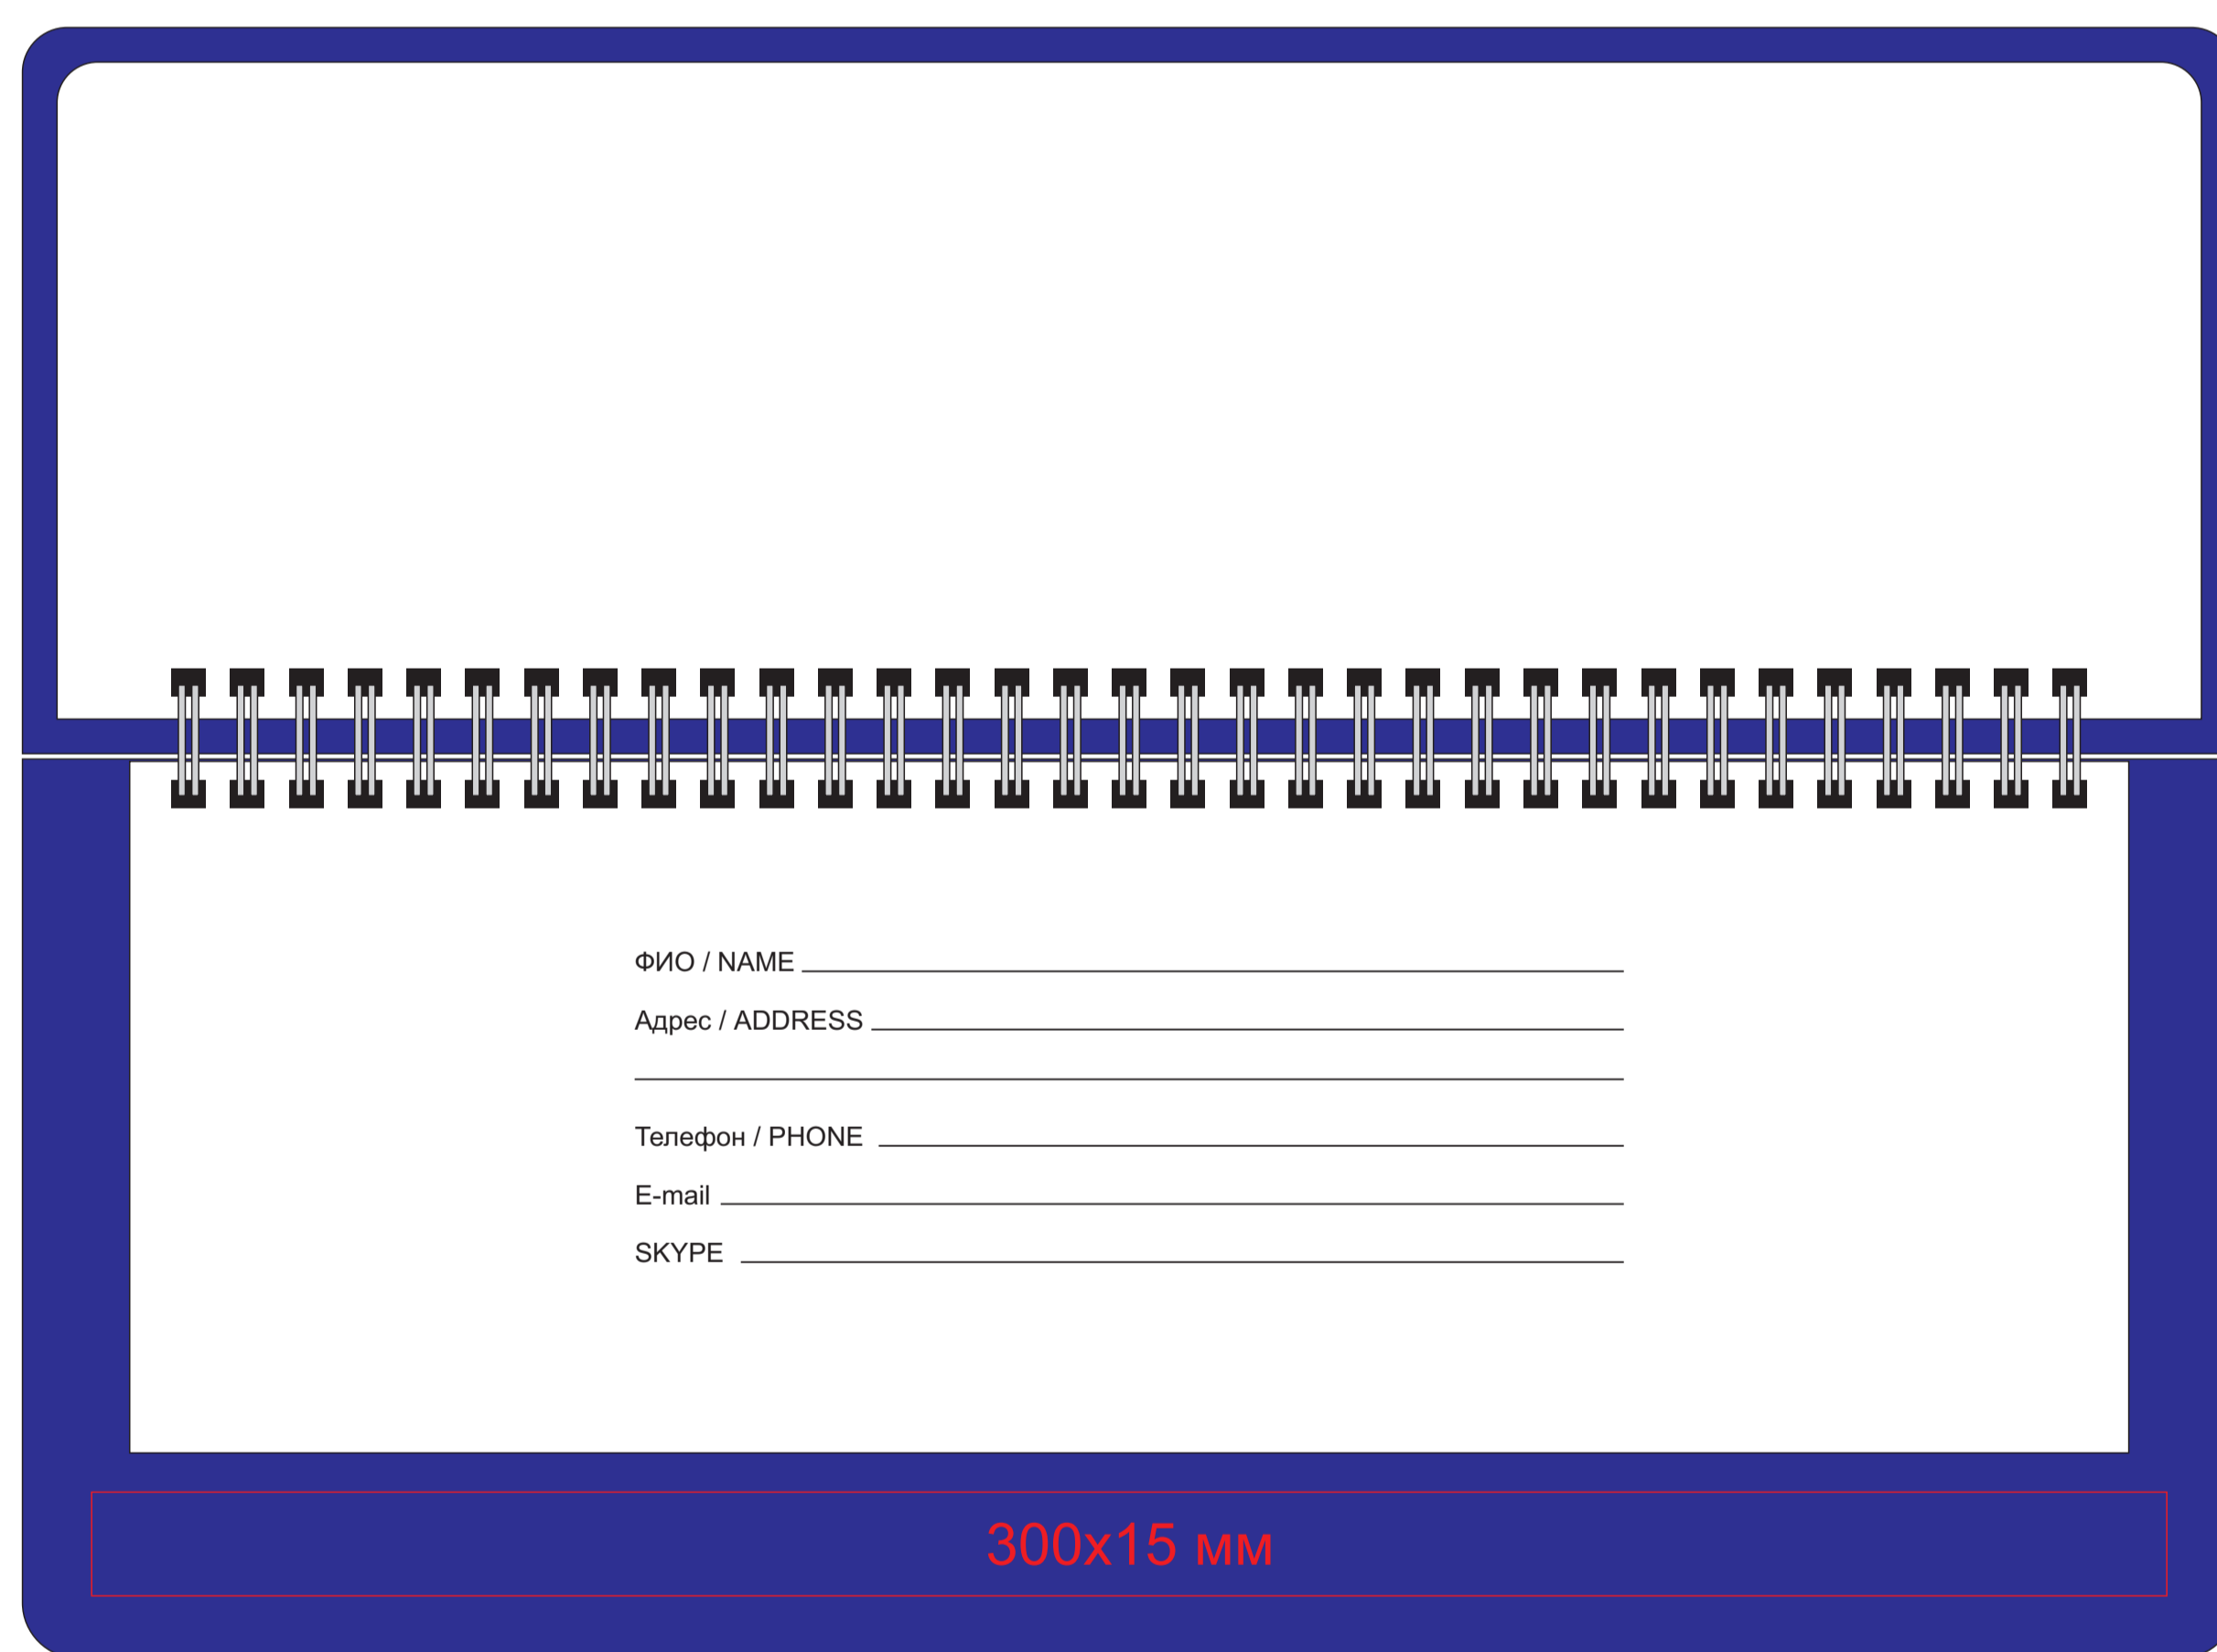 ФИО / NAME
Адрес / ADDRESS
Телефон / PHONE
E-mail
SKYPE
300x15 мм